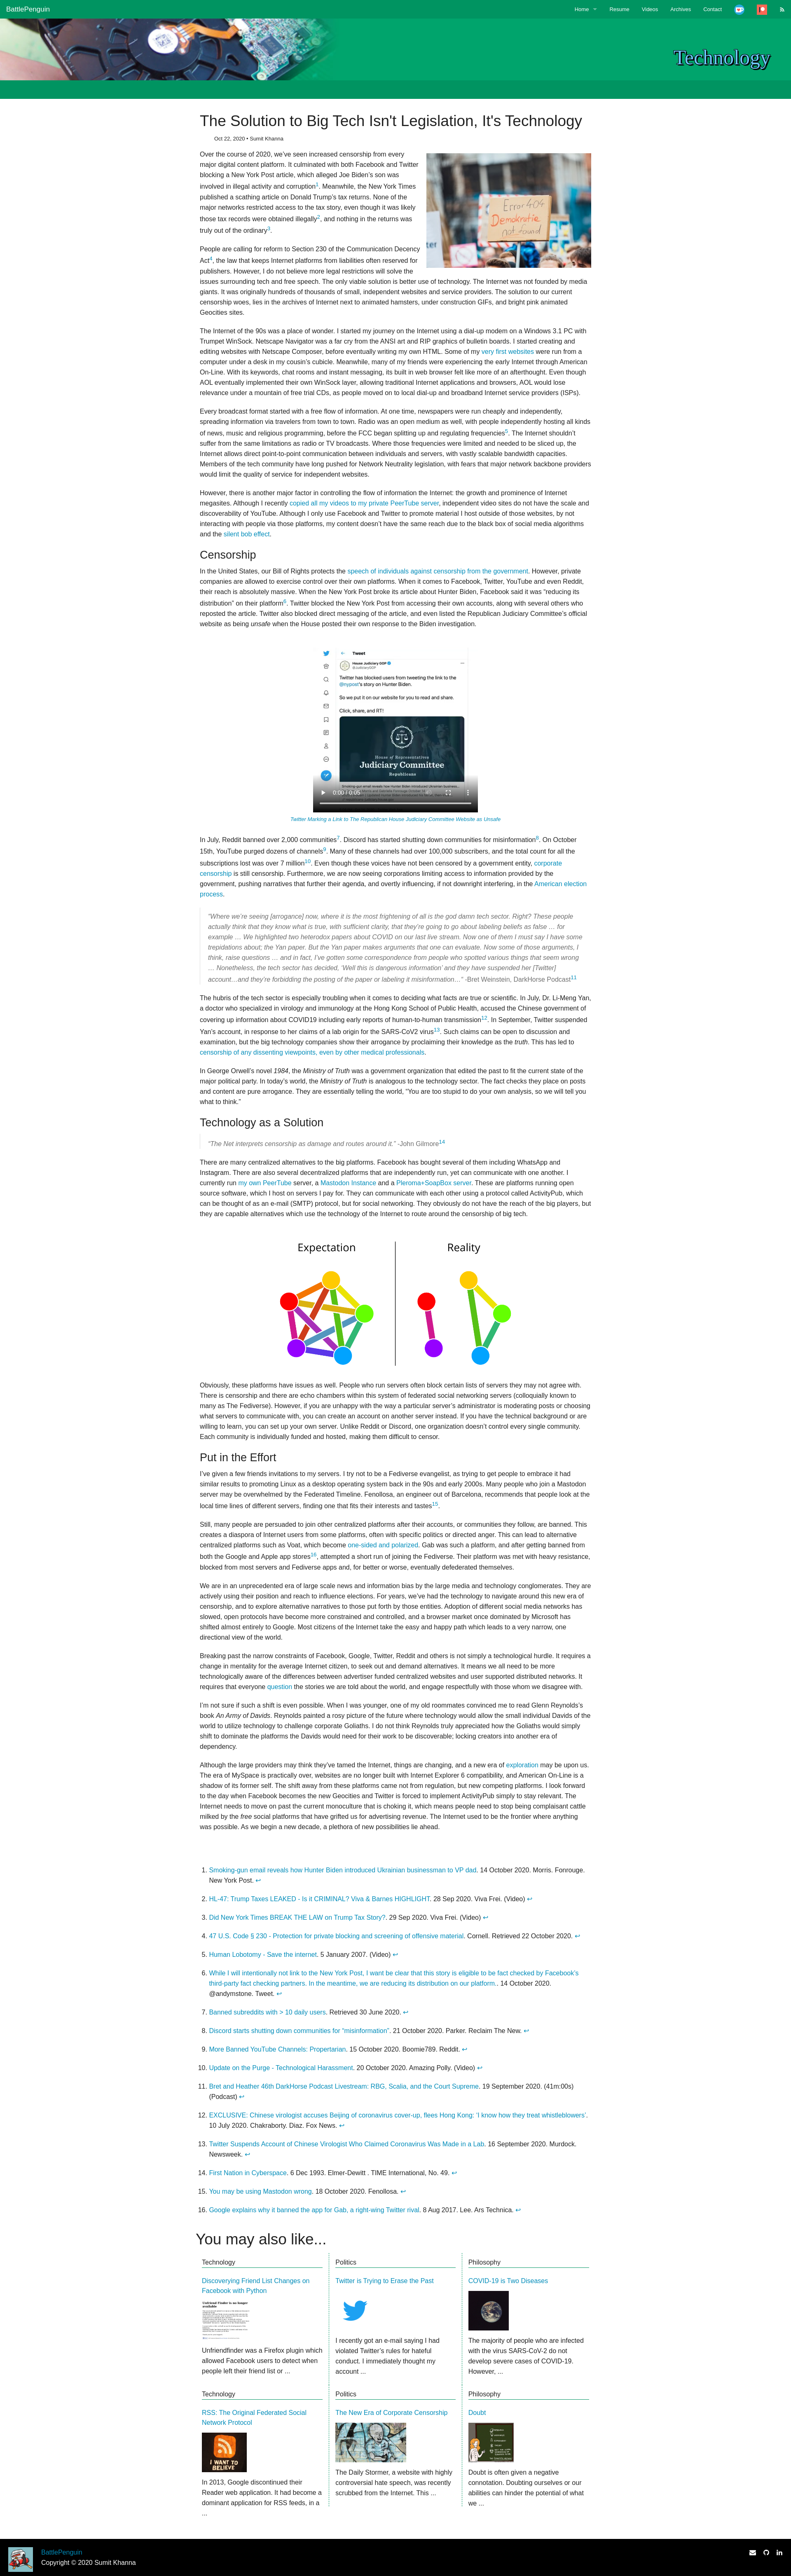 BattlePenguin
Home Resume Videos Archives Contact
Technology
The Solution to Big Tech Isn't Legislation, It's Technology
Oct 22, 2020 • Sumit Khanna
Over the course of 2020, we’ve seen increased censorship from every
major digital content platform. It culminated with both Facebook and Twitter
blocking a New York Post article, which alleged Joe Biden’s son was
involved in illegal activity and corruption1. Meanwhile, the New York Times
published a scathing article on Donald Trump’s tax returns. None of the
major networks restricted access to the tax story, even though it was likely
those tax records were obtained illegally2, and nothing in the returns was
truly out of the ordinary3.
Error 404
Demokratie
not found
People are calling for reform to Section 230 of the Communication Decency
Act4, the law that keeps Internet platforms from liabilities often reserved for
publishers. However, I do not believe more legal restrictions will solve the
issues surrounding tech and free speech. The only viable solution is better use of technology. The Internet was not founded by media
giants. It was originally hundreds of thousands of small, independent websites and service providers. The solution to our current
censorship woes, lies in the archives of Internet next to animated hamsters, under construction GIFs, and bright pink animated
Geocities sites.
The Internet of the 90s was a place of wonder. I started my journey on the Internet using a dial-up modem on a Windows 3.1 PC with
Trumpet WinSock. Netscape Navigator was a far cry from the ANSI art and RIP graphics of bulletin boards. I started creating and
editing websites with Netscape Composer, before eventually writing my own HTML. Some of my very first websites were run from a
computer under a desk in my cousin’s cubicle. Meanwhile, many of my friends were experiencing the early Internet through American
On-Line. With its keywords, chat rooms and instant messaging, its built in web browser felt like more of an afterthought. Even though
AOL eventually implemented their own WinSock layer, allowing traditional Internet applications and browsers, AOL would lose
relevance under a mountain of free trial CDs, as people moved on to local dial-up and broadband Internet service providers (ISPs).
Every broadcast format started with a free flow of information. At one time, newspapers were run cheaply and independently,
spreading information via travelers from town to town. Radio was an open medium as well, with people independently hosting all kinds
of news, music and religious programming, before the FCC began splitting up and regulating frequencies5. The Internet shouldn’t
suffer from the same limitations as radio or TV broadcasts. Where those frequencies were limited and needed to be sliced up, the
Internet allows direct point-to-point communication between individuals and servers, with vastly scalable bandwidth capacities.
Members of the tech community have long pushed for Network Neutrality legislation, with fears that major network backbone providers
would limit the quality of service for independent websites.
However, there is another major factor in controlling the flow of information the Internet: the growth and prominence of Internet
megasites. Although I recently copied all my videos to my private PeerTube server, independent video sites do not have the scale and
discoverability of YouTube. Although I only use Facebook and Twitter to promote material I host outside of those websites, by not
interacting with people via those platforms, my content doesn’t have the same reach due to the black box of social media algorithms
and the silent bob effect.
Censorship
In the United States, our Bill of Rights protects the speech of individuals against censorship from the government. However, private
companies are allowed to exercise control over their own platforms. When it comes to Facebook, Twitter, YouTube and even Reddit,
their reach is absolutely massive. When the New York Post broke its article about Hunter Biden, Facebook said it was “reducing its
distribution” on their platform6. Twitter blocked the New York Post from accessing their own accounts, along with several others who
reposted the article. Twitter also blocked direct messaging of the article, and even listed the Republican Judiciary Committee’s official
website as being unsafe when the House posted their own response to the Biden investigation.
Tweet
House Judiciary GOP
@JudiciaryGOP
Twitter has blocked users from tweeting the link to the
@nypost's story on Hunter Biden.
So we put it on our website for you to read and share.
Click, share, and RT!
House of Representatives
Judiciary Committee
Republicans
0:00 / 0:05
Twitter Marking a Link to The Republican House Judiciary Committee Website as Unsafe
In July, Reddit banned over 2,000 communities7. Discord has started shutting down communities for misinformation8. On October
15th, YouTube purged dozens of channels9. Many of these channels had over 100,000 subscribers, and the total count for all the
subscriptions lost was over 7 million10. Even though these voices have not been censored by a government entity, corporate
censorship is still censorship. Furthermore, we are now seeing corporations limiting access to information provided by the
government, pushing narratives that further their agenda, and overtly influencing, if not downright interfering, in the American election
process.
“Where we’re seeing [arrogance] now, where it is the most frightening of all is the god damn tech sector. Right? These people
actually think that they know what is true, with sufficient clarity, that they’re going to go about labeling beliefs as false … for
example … We highlighted two heterodox papers about COVID on our last live stream. Now one of them I must say I have some
trepidations about; the Yan paper. But the Yan paper makes arguments that one can evaluate. Now some of those arguments, I
think, raise questions … and in fact, I’ve gotten some correspondence from people who spotted various things that seem wrong
… Nonetheless, the tech sector has decided, ‘Well this is dangerous information’ and they have suspended her [Twitter]
account…and they’re forbidding the posting of the paper or labeling it misinformation…” -Bret Weinstein, DarkHorse Podcast11
The hubris of the tech sector is especially troubling when it comes to deciding what facts are true or scientific. In July, Dr. Li-Meng Yan,
a doctor who specialized in virology and immunology at the Hong Kong School of Public Health, accused the Chinese government of
covering up information about COVID19 including early reports of human-to-human transmission12. In September, Twitter suspended
Yan’s account, in response to her claims of a lab origin for the SARS-CoV2 virus13. Such claims can be open to discussion and
examination, but the big technology companies show their arrogance by proclaiming their knowledge as the truth. This has led to
censorship of any dissenting viewpoints, even by other medical professionals.
In George Orwell’s novel 1984, the Ministry of Truth was a government organization that edited the past to fit the current state of the
major political party. In today’s world, the Ministry of Truth is analogous to the technology sector. The fact checks they place on posts
and content are pure arrogance. They are essentially telling the world, “You are too stupid to do your own analysis, so we will tell you
what to think.”
Technology as a Solution
“The Net interprets censorship as damage and routes around it.” -John Gilmore14
There are many centralized alternatives to the big platforms. Facebook has bought several of them including WhatsApp and
Instagram. There are also several decentralized platforms that are independently run, yet can communicate with one another. I
currently run my own PeerTube server, a Mastodon Instance and a Pleroma+SoapBox server. These are platforms running open
source software, which I host on servers I pay for. They can communicate with each other using a protocol called ActivityPub, which
can be thought of as an e-mail (SMTP) protocol, but for social networking. They obviously do not have the reach of the big players, but
they are capable alternatives which use the technology of the Internet to route around the censorship of big tech.
Expectation Reality
Obviously, these platforms have issues as well. People who run servers often block certain lists of servers they may not agree with.
There is censorship and there are echo chambers within this system of federated social networking servers (colloquially known to
many as The Fediverse). However, if you are unhappy with the way a particular server’s administrator is moderating posts or choosing
what servers to communicate with, you can create an account on another server instead. If you have the technical background or are
willing to learn, you can set up your own server. Unlike Reddit or Discord, one organization doesn’t control every single community.
Each community is individually funded and hosted, making them difficult to censor.
Put in the Effort
I’ve given a few friends invitations to my servers. I try not to be a Fediverse evangelist, as trying to get people to embrace it had
similar results to promoting Linux as a desktop operating system back in the 90s and early 2000s. Many people who join a Mastodon
server may be overwhelmed by the Federated Timeline. Fenollosa, an engineer out of Barcelona, recommends that people look at the
local time lines of different servers, finding one that fits their interests and tastes15.
Still, many people are persuaded to join other centralized platforms after their accounts, or communities they follow, are banned. This
creates a diaspora of Internet users from some platforms, often with specific politics or directed anger. This can lead to alternative
centralized platforms such as Voat, which become one-sided and polarized. Gab was such a platform, and after getting banned from
both the Google and Apple app stores16, attempted a short run of joining the Fediverse. Their platform was met with heavy resistance,
blocked from most servers and Fediverse apps and, for better or worse, eventually defederated themselves.
We are in an unprecedented era of large scale news and information bias by the large media and technology conglomerates. They are
actively using their position and reach to influence elections. For years, we’ve had the technology to navigate around this new era of
censorship, and to explore alternative narratives to those put forth by those entities. Adoption of different social media networks has
slowed, open protocols have become more constrained and controlled, and a browser market once dominated by Microsoft has
shifted almost entirely to Google. Most citizens of the Internet take the easy and happy path which leads to a very narrow, one
dimensional view of the world.
Breaking past the narrow constraints of Facebook, Google, Twitter, Reddit and others is not simply a technological hurdle. It requires a
change in mentality for the average Internet citizen, to seek out and demand alternatives. It means we all need to be more
technologically aware of the differences between advertiser funded centralized websites and user supported distributed networks. It
requires that everyone question the stories we are told about the world, and engage respectfully with those whom we disagree with.
I’m not sure if such a shift is even possible. When I was younger, one of my old roommates convinced me to read Glenn Reynolds’s
book An Army of Davids. Reynolds painted a rosy picture of the future where technology would allow the small individual Davids of the
world to utilize technology to challenge corporate Goliaths. I do not think Reynolds truly appreciated how the Goliaths would simply
shift to dominate the platforms the Davids would need for their work to be discoverable; locking creators into another era of
dependency.
Although the large providers may think they’ve tamed the Internet, things are changing, and a new era of exploration may be upon us.
The era of MySpace is practically over, websites are no longer built with Internet Explorer 6 compatibility, and American On-Line is a
shadow of its former self. The shift away from these platforms came not from regulation, but new competing platforms. I look forward
to the day when Facebook becomes the new Geocities and Twitter is forced to implement ActivityPub simply to stay relevant. The
Internet needs to move on past the current monoculture that is choking it, which means people need to stop being complaisant cattle
milked by the free social platforms that have grifted us for advertising revenue. The Internet used to be the frontier where anything
was possible. As we begin a new decade, a plethora of new possibilities lie ahead.
1. Smoking-gun email reveals how Hunter Biden introduced Ukrainian businessman to VP dad. 14 October 2020. Morris. Fonrouge.
New York Post. ↩
2. HL-47: Trump Taxes LEAKED - Is it CRIMINAL? Viva & Barnes HIGHLIGHT. 28 Sep 2020. Viva Frei. (Video) ↩
3. Did New York Times BREAK THE LAW on Trump Tax Story?. 29 Sep 2020. Viva Frei. (Video) ↩
4. 47 U.S. Code § 230 - Protection for private blocking and screening of offensive material. Cornell. Retrieved 22 October 2020. ↩
5. Human Lobotomy - Save the internet. 5 January 2007. (Video) ↩
6. While I will intentionally not link to the New York Post, I want be clear that this story is eligible to be fact checked by Facebook’s
third-party fact checking partners. In the meantime, we are reducing its distribution on our platform.. 14 October 2020.
@andymstone. Tweet. ↩
7. Banned subreddits with > 10 daily users. Retrieved 30 June 2020. ↩
8. Discord starts shutting down communities for “misinformation”. 21 October 2020. Parker. Reclaim The New. ↩
9. More Banned YouTube Channels: Propertarian. 15 October 2020. Boomie789. Reddit. ↩
10. Update on the Purge - Technological Harassment. 20 October 2020. Amazing Polly. (Video) ↩
11. Bret and Heather 46th DarkHorse Podcast Livestream: RBG, Scalia, and the Court Supreme. 19 September 2020. (41m:00s)
(Podcast) ↩
12. EXCLUSIVE: Chinese virologist accuses Beijing of coronavirus cover-up, flees Hong Kong: ‘I know how they treat whistleblowers’.
10 July 2020. Chakraborty. Diaz. Fox News. ↩
13. Twitter Suspends Account of Chinese Virologist Who Claimed Coronavirus Was Made in a Lab. 16 September 2020. Murdock.
Newsweek. ↩
14. First Nation in Cyberspace. 6 Dec 1993. Elmer-Dewitt . TIME International, No. 49. ↩
15. You may be using Mastodon wrong. 18 October 2020. Fenollosa. ↩
16. Google explains why it banned the app for Gab, a right-wing Twitter rival. 8 Aug 2017. Lee. Ars Technica. ↩
You may also like...
Technology
Discoverying Friend List Changes on
Facebook with Python
Unfriend Finder is no longer
available
Unfriendfinder was a Firefox plugin which
allowed Facebook users to detect when
people left their friend list or ...
Politics
Twitter is Trying to Erase the Past
I recently got an e-mail saying I had
violated Twitter’s rules for hateful
conduct. I immediately thought my
account ...
Philosophy
COVID-19 is Two Diseases
The majority of people who are infected
with the virus SARS-CoV-2 do not
develop severe cases of COVID-19.
However, ...
Technology
RSS: The Original Federated Social
Network Protocol
I WANT TO
BELIEVE
In 2013, Google discontinued their
Reader web application. It had become a
dominant application for RSS feeds, in a
...
Politics
The New Era of Corporate Censorship
The Daily Stormer, a website with highly
controversial hate speech, was recently
scrubbed from the Internet. This ...
Philosophy
Doubt
Doubt is often given a negative
connotation. Doubting ourselves or our
abilities can hinder the potential of what
we ...
BattlePenguin
Copyright © 2020 Sumit Khanna